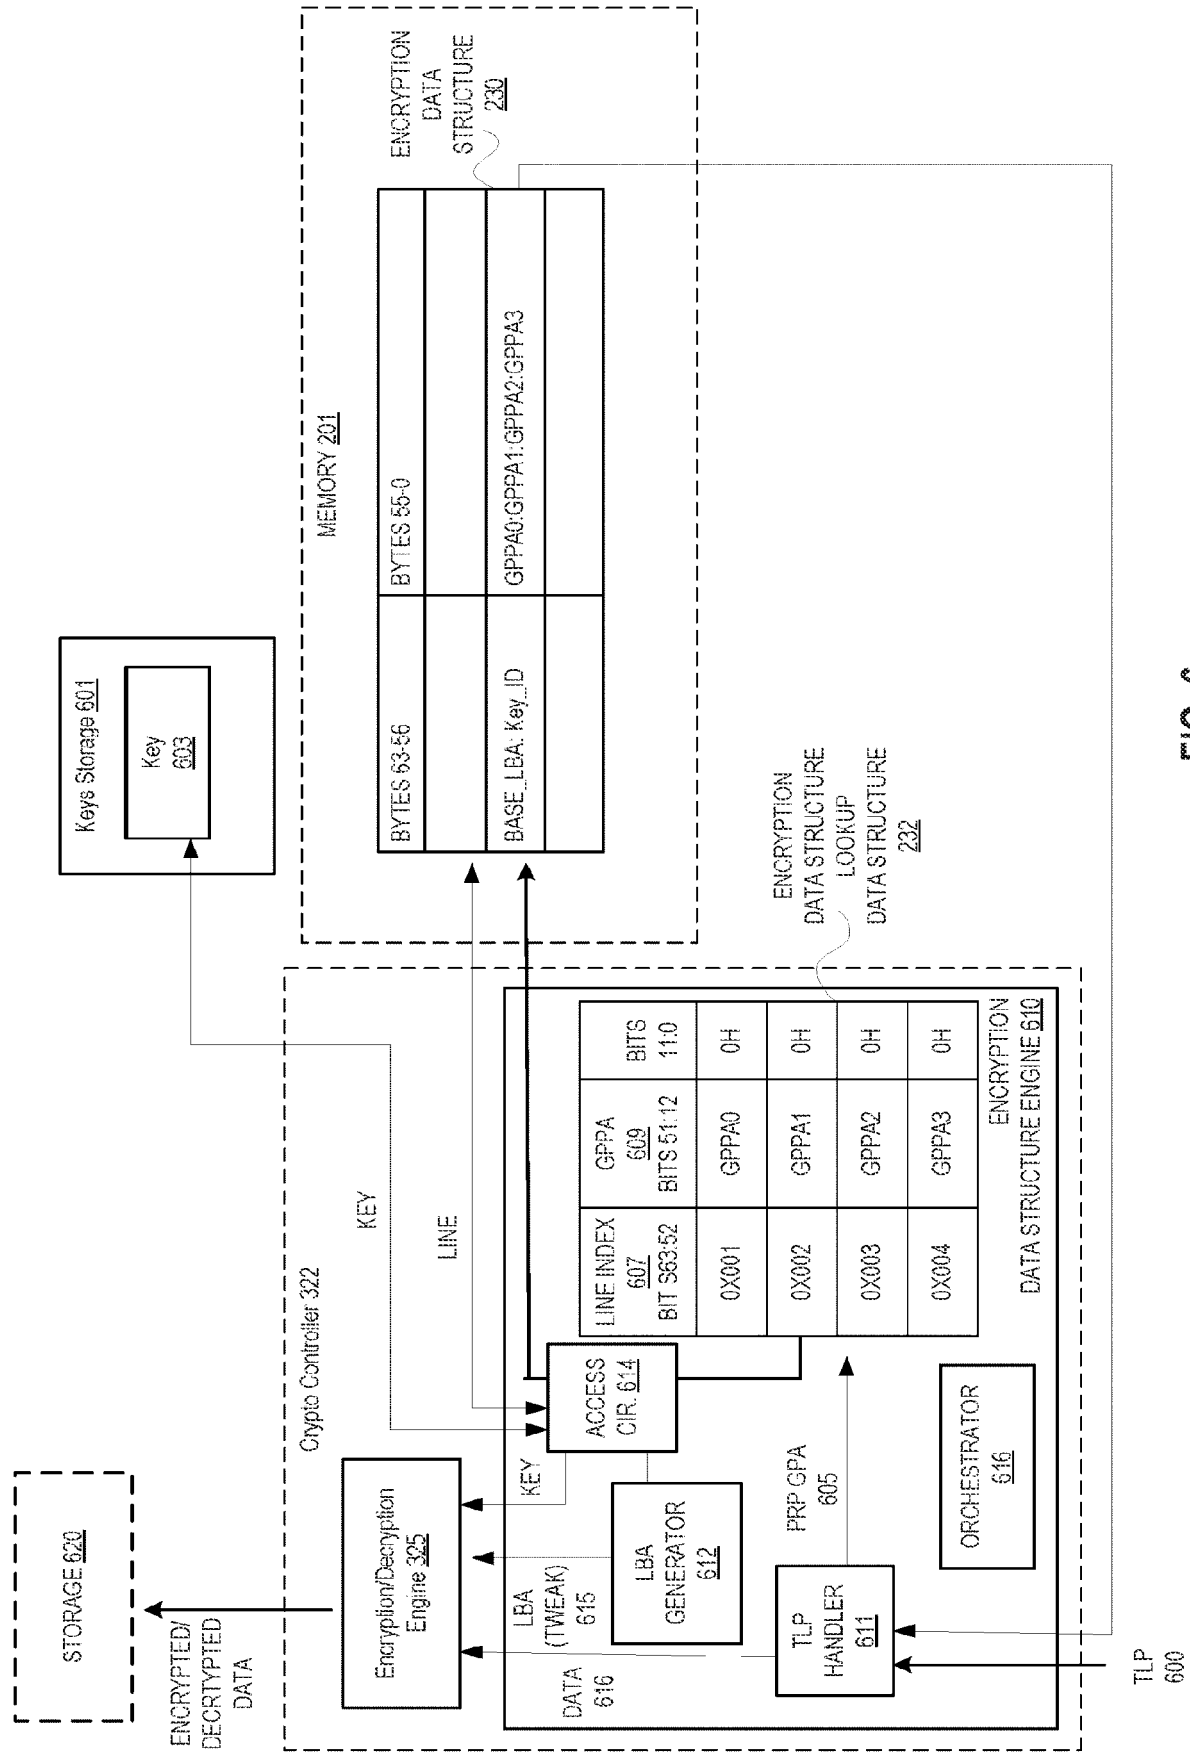 STORAGE 620
ENCRYPTED/
DECRTYPTED
DATA
Crypto Controller 322
Encryption/Decryption
Engine 325
KEY
LBA
(TWEAK)
615
DATA
616
KEY
LINE
ACCESS
CIR. 614
LBA
GENERATOR
612
TLP
HANDLER
611
PRP GPA
605
ORCHESTRATOR
616
TLP
600
LINE INDEX
607
BIT S63:52
GPPA
609
BITS 51:12
BITS
11:0
0X001
GPPA0
0H
0X002
GPPA1
0H
0X003
GPPA2
0H
0X004
GPPA3
0H
ENCRYPTION
DATA STRUCTURE ENGINE 610
ENCRYPTION
DATA STRUCTURE
LOOKUP
DATA STRUCTURE
232
Keys Storage 601
Key
603
MEMORY 201
BYTES 63-56
BYTES 55-0
BASE_LBA: Key_ID
GPPA0:GPPA1:GPPA2:GPPA3
ENCRYPTION
DATA
STRUCTURE
230